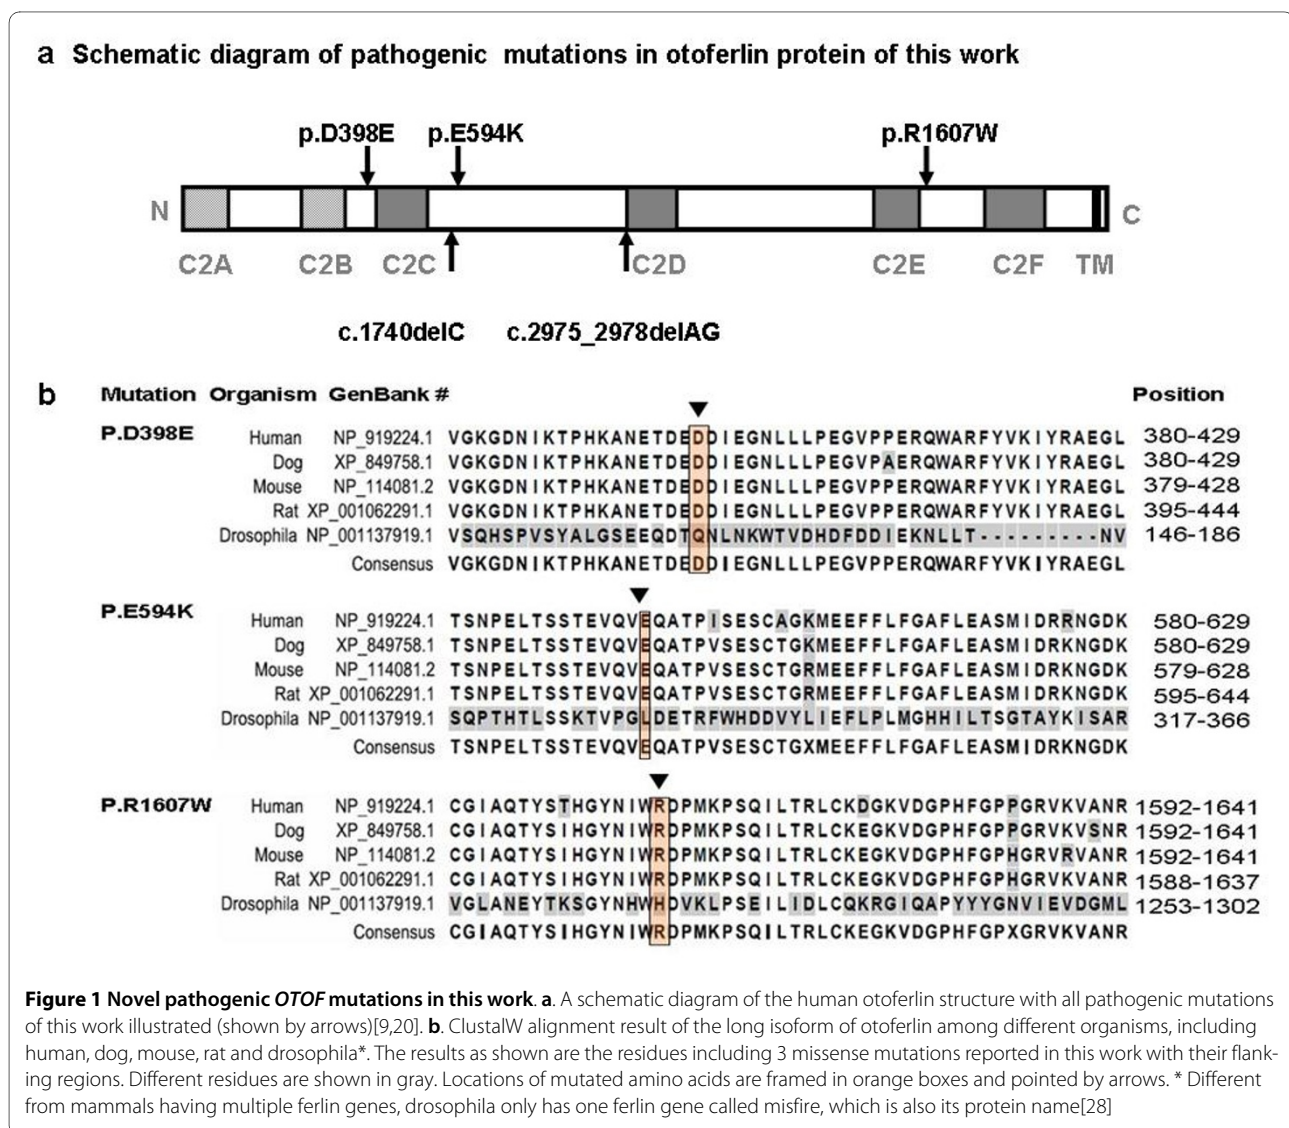 a Schematic diagram of pathogenic mutations in otoferlin protein of this work
p.D398E p.E594K p.R1607W
N C
C2A C2B C2C C2D C2E C2F TM
c.1740delC c.2975_2978delAG
b Mutation Organism GenBank # Position
P.D398E
Human NP_919224.1 VGKGDNIKTPHKANETDEDDIEGNLLLPEGVPPERQWARFYVKIYRAEGL 380-429
Dog XP_849758.1 VGKGDNIKTPHKANETDEDDIEGNLLLPEGVPAERQWARFYVKIYRAEGL 380-429
Mouse NP_114081.2 VGKGDNIKTPHKANETDEDDIEGNLLLPEGVPPERQWARFYVKIYRAEGL 379-428
Rat XP_001062291.1 VGKGDNIKTPHKANETDEDDIEGNLLLPEGVPPERQWARFYVKIYRAEGL 395-444
Drosophila NP_001137919.1 VSQHSPVSYALGSEEQDTQNLNKWTVDHDFDDIEKNLLT---------NV 146-186
Consensus VGKGDNIKTPHKANETDEDDIEGNLLLPEGVPPERQWARFYVKIYRAEGL
P.E594K
Human NP_919224.1 TSNPELTSSTEVQVEQATPISESCAGKMEEFFLFGAFLEASMIDRRNGDK 580-629
Dog XP_849758.1 TSNPELTSSTEVQVEQATPVSESCTGKMEEFFLFGAFLEASMIDRKNGDK 580-629
Mouse NP_114081.2 TSNPELTSSTEVQVEQATPVSESCTGRMEEFFLFGAFLEASMIDRKNGDK 579-628
Rat XP_001062291.1 TSNPELTSSTEVQVEQATPVSESCTGRMEEFFLFGAFLEASMIDRKNGDK 595-644
Drosophila NP_001137919.1 SQPTHTLSSKTVPGLDETRFWHDDVYLIEFLPLMGHHILTSGTAYKISAR 317-366
Consensus TSNPELTSSTEVQVEQATPVSESCTGXMEEFFLFGAFLEASMIDRKNGDK
P.R1607W
Human NP_919224.1 CGIAQTYSTHGYNIWRDPMKPSQILTRLCKDGKVDGPHFGPPGRVKVANR 1592-1641
Dog XP_849758.1 CGIAQTYSIHGYNIWRDPMKPSQILTRLCKEGKVDGPHFGPPGRVKVSNR 1592-1641
Mouse NP_114081.2 CGIAQTYSIHGYNIWRDPMKPSQILTRLCKEGKVDGPHFGPHGRVRVANR 1592-1641
Rat XP_001062291.1 CGIAQTYSIHGYNIWRDPMKPSQILTRLCKEGKVDGPHFGPHGRVKVANR 1588-1637
Drosophila NP_001137919.1 VGLANEYTKSGYNHWHDVKLPSEILIDLCQKRGIQAPYYYGNVIEVDGML 1253-1302
Consensus CGIAQTYSIHGYNIWRDPMKPSQILTRLCKEGKVDGPHFGPXGRVKVANR
Figure 1 Novel pathogenic OTOF mutations in this work. a. A schematic diagram of the human otoferlin structure with all pathogenic mutations
of this work illustrated (shown by arrows)[9,20]. b. ClustalW alignment result of the long isoform of otoferlin among different organisms, including
human, dog, mouse, rat and drosophila*. The results as shown are the residues including 3 missense mutations reported in this work with their flank-
ing regions. Different residues are shown in gray. Locations of mutated amino acids are framed in orange boxes and pointed by arrows. * Different
from mammals having multiple ferlin genes, drosophila only has one ferlin gene called misfire, which is also its protein name[28]